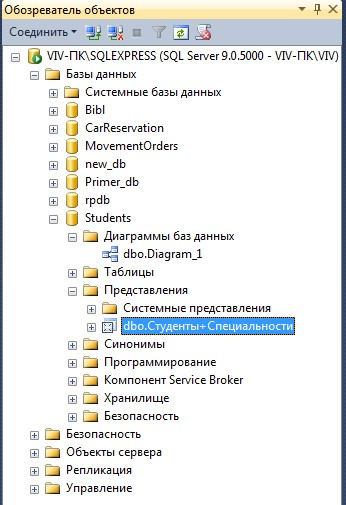 Обозреватель объектов
Соединить
VIV-ПК\SQLEXPRESS (SQL Server 9.0.5000 - VIV-ПК\VIV)
Базы данных
Системные базы данных
Bibl
CarReservation
MovementOrders
new_db
Primer_db
rpdb
Students
Диаграммы баз данных
dbo.Diagram_1
Таблицы
Представления
Системные представления
dbo.Студенты+Специальности
Синонимы
Программирование
Компонент Service Broker
Хранилище
Безопасность
Безопасность
Объекты сервера
Репликация
Управление